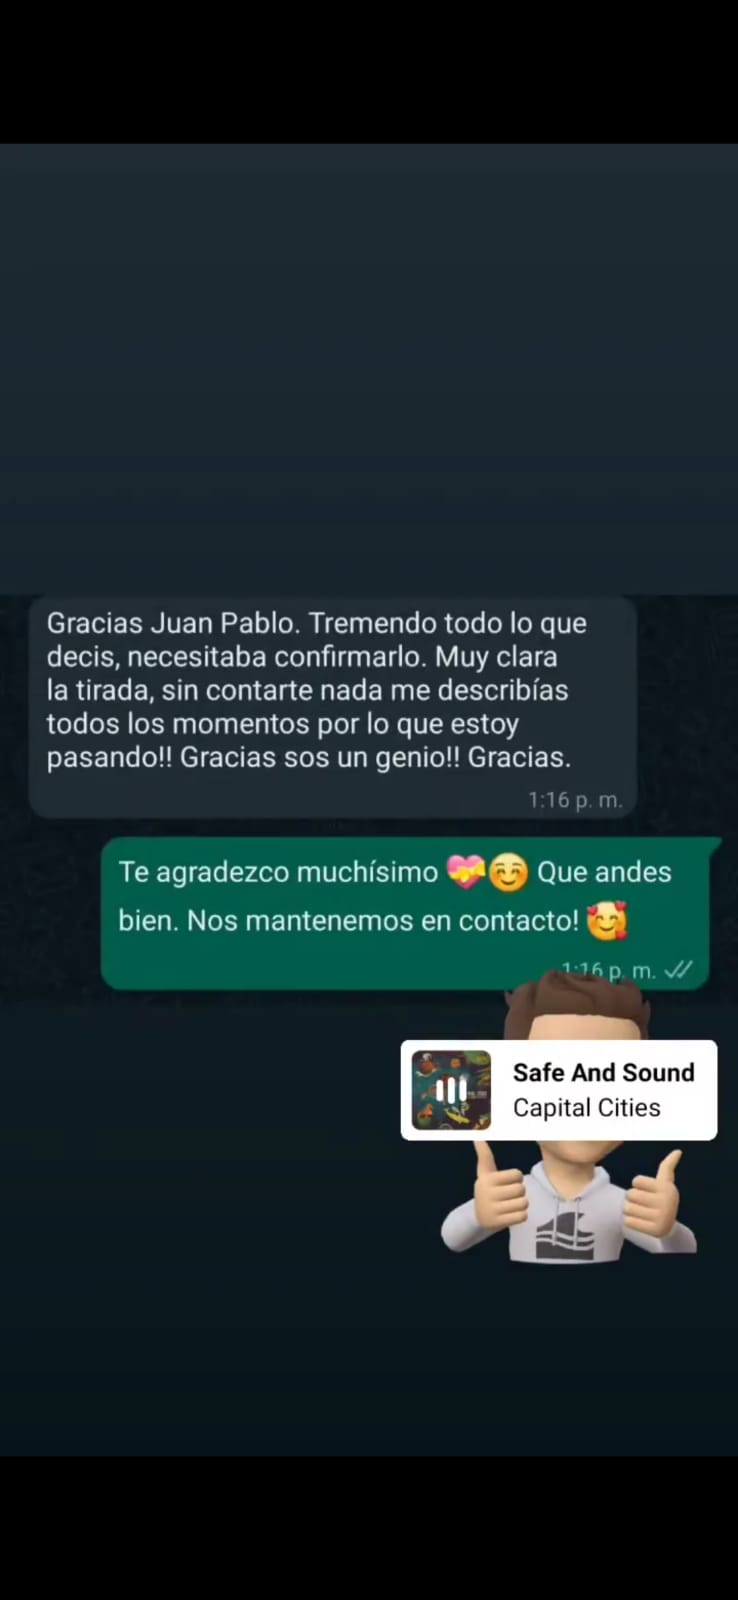 Gracias Juan Pablo. Tremendo todo lo que
decis, necesitaba confirmarlo. Muy clara
la tirada, sin contarte nada me describías
todos los momentos por lo que estoy
pasando!! Gracias sos un genio!! Gracias.
1:16 p. m.
Te agradezco muchísimo 💝☺️ Que andes
bien. Nos mantenemos en contacto! 🥰
1:16 p. m.
Safe And Sound
Capital Cities